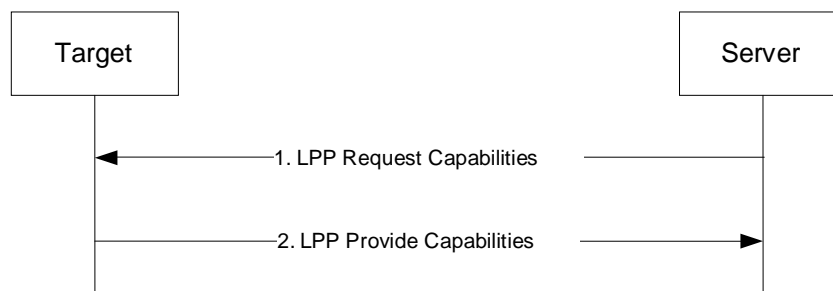 Target
Server
1. LPP Request Capabilities
2. LPP Provide Capabilities